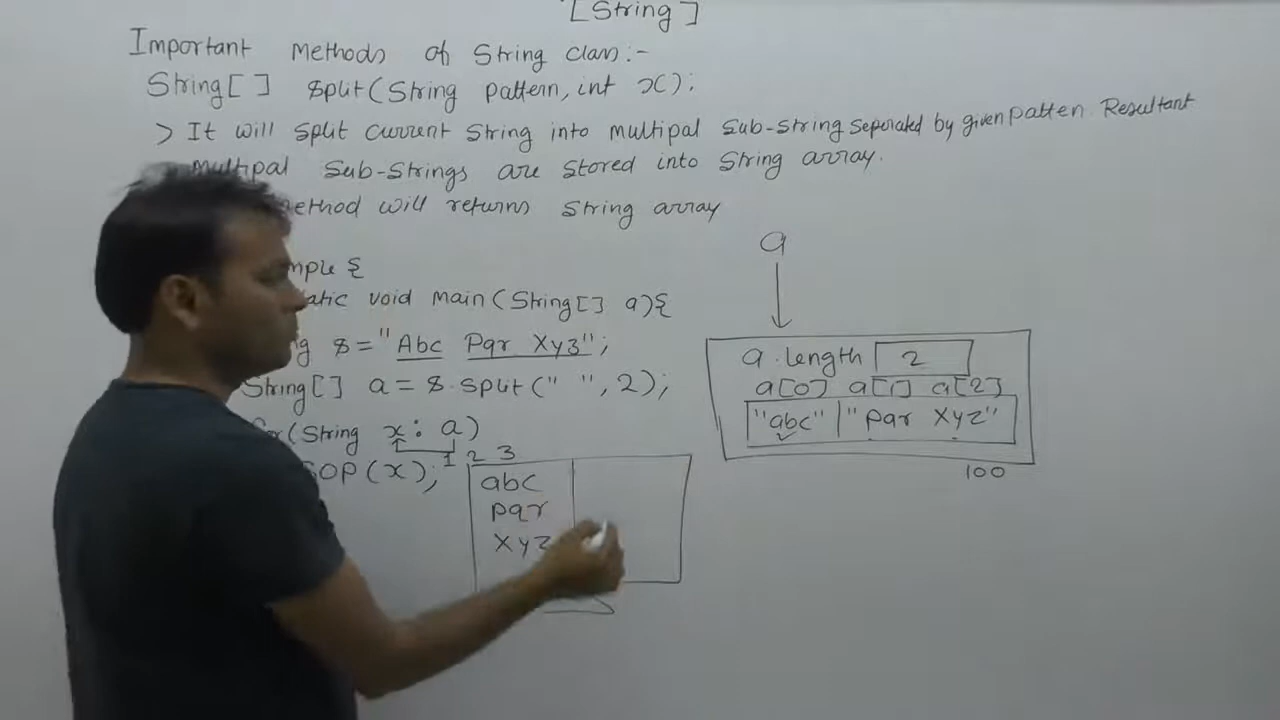 [String]
Important Methods of String class:-
String[ ] split(String pattern, int x);
> It will split current String into multipal Sub-string seperated by given patten. Resultant
multipal Sub-Strings are stored into String array.
method will returns String array
mple {
atic void main(String[] a){
g s="Abc Pqr Xyz";
String[] a = s.split(" ", 2);
for(String x: a)
SOP(x);
1 2 3
abc
pqr
xyz
a
a.length 2
a[0] a[1] a[2]
"abc" "pqr xyz"
100